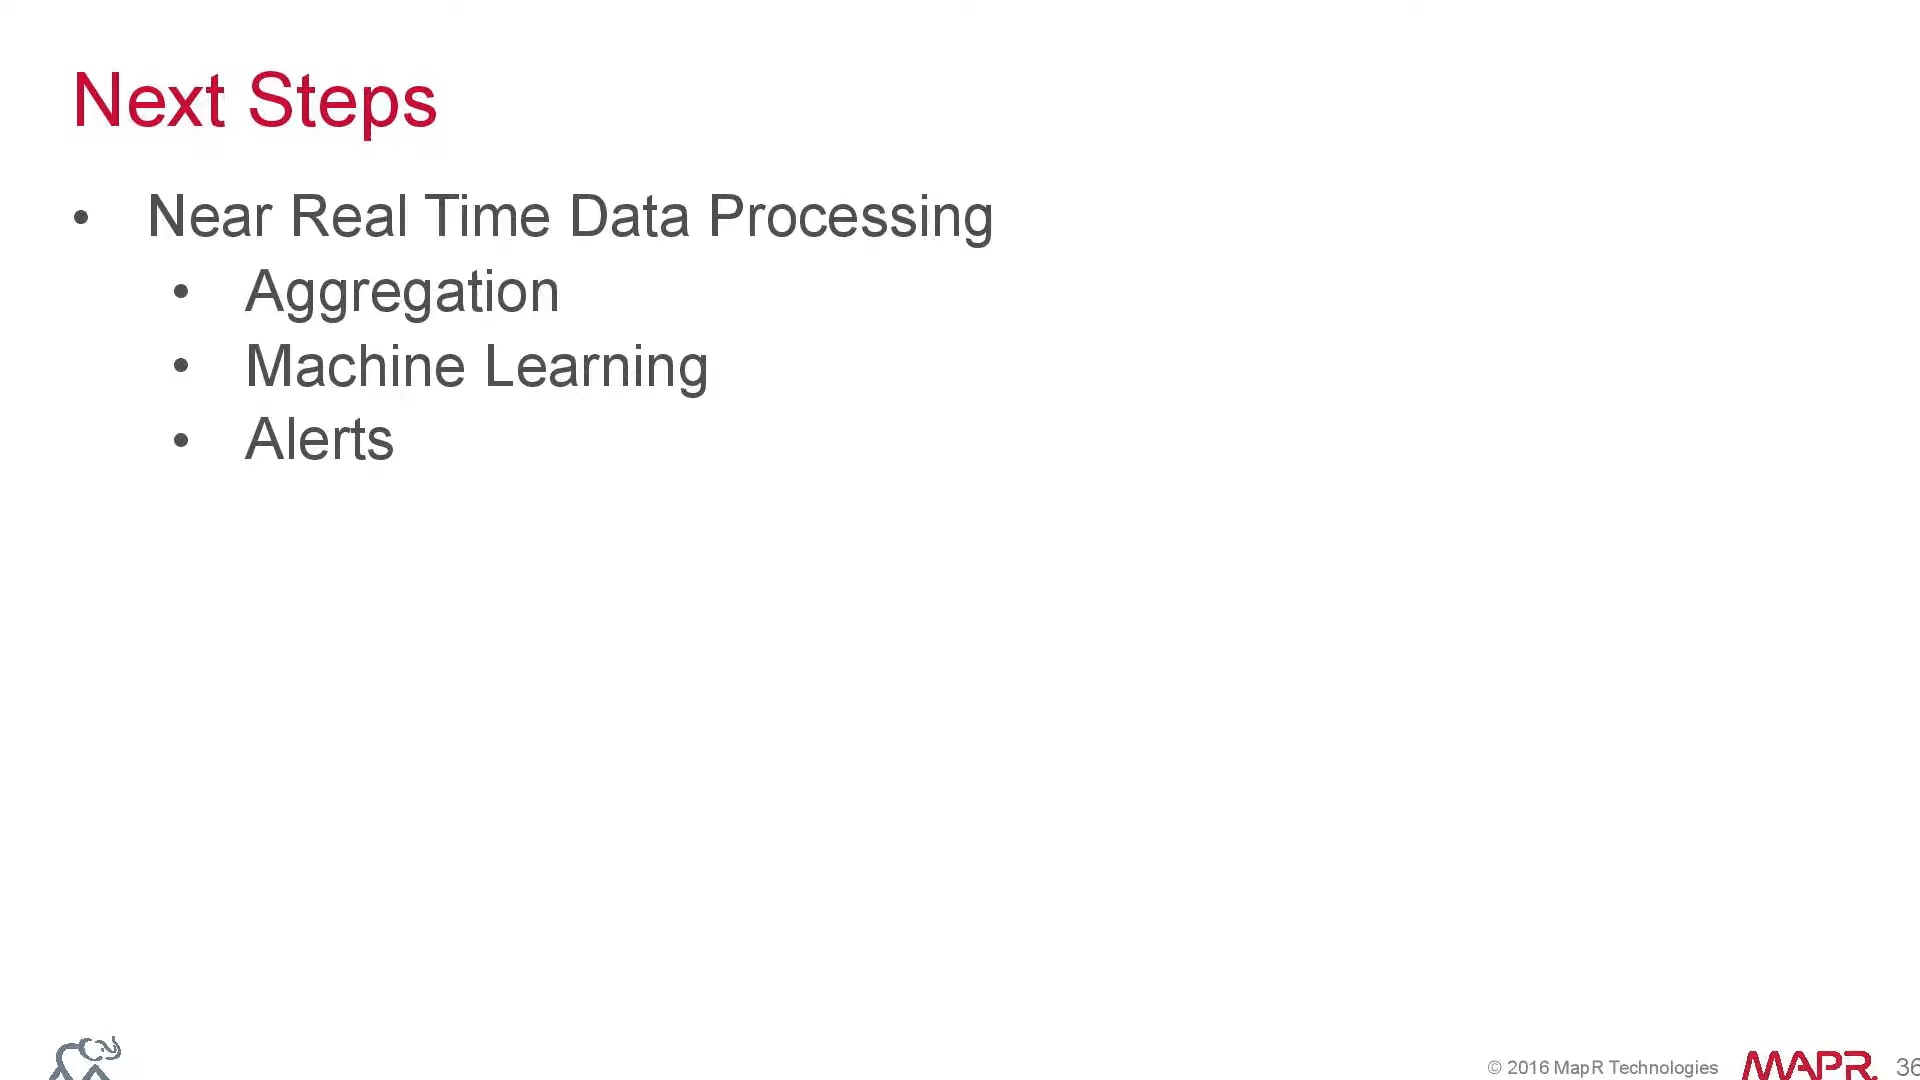 Next Steps
• Near Real Time Data Processing
• Aggregation
• Machine Learning
• Alerts
© 2016 MapR Technologies MAPR. 36